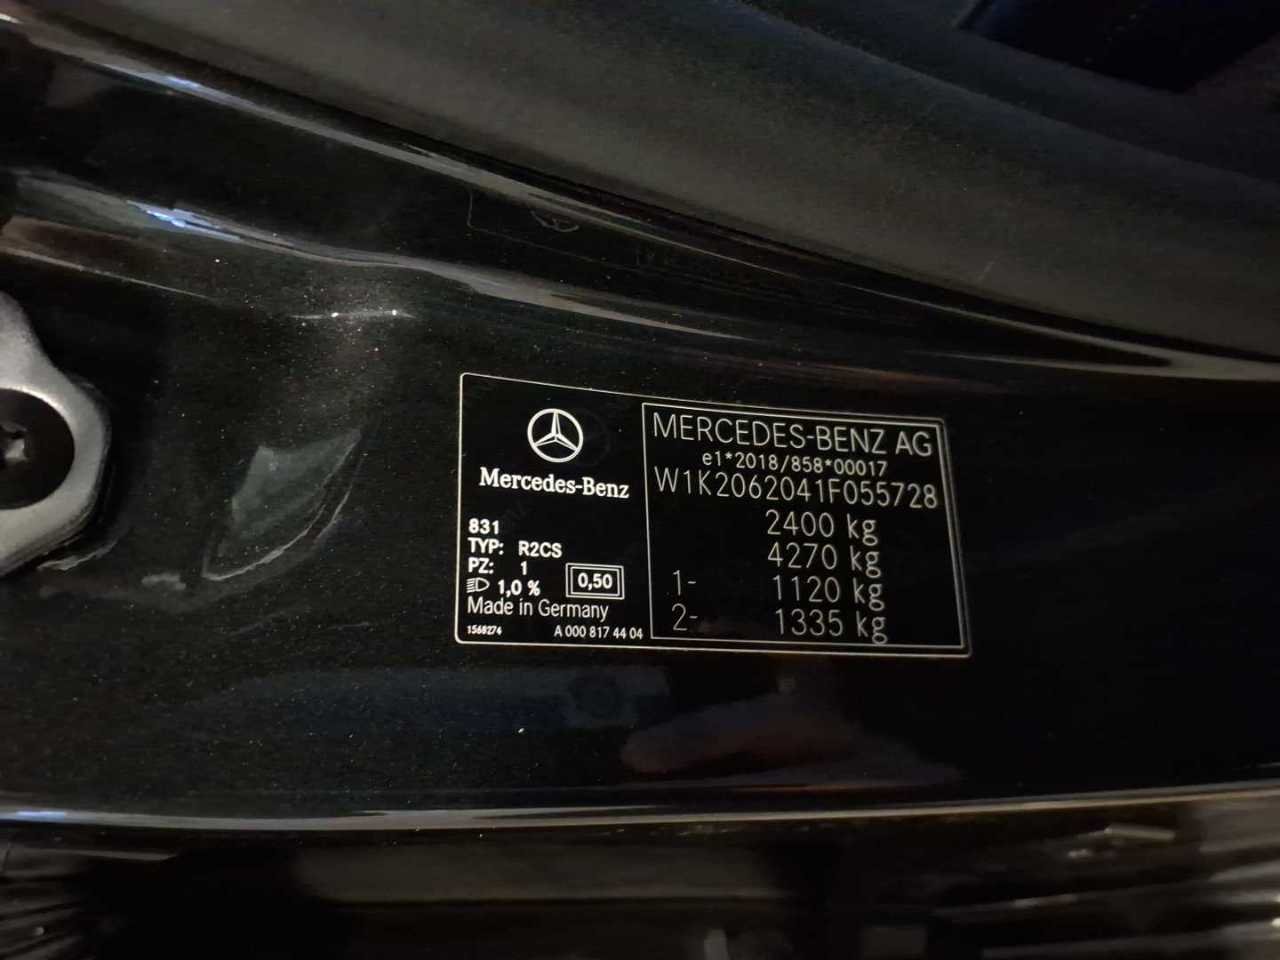 Mercedes-Benz
831
TYP: R2CS
PZ: 1
1,0 %
0,50
Made in Germany
1568274
A 000 817 44 04
MERCEDES-BENZ AG
e1*2018/858*00017
W1K2062041F055728
2400 kg
4270 kg
1- 1120 kg
2- 1335 kg